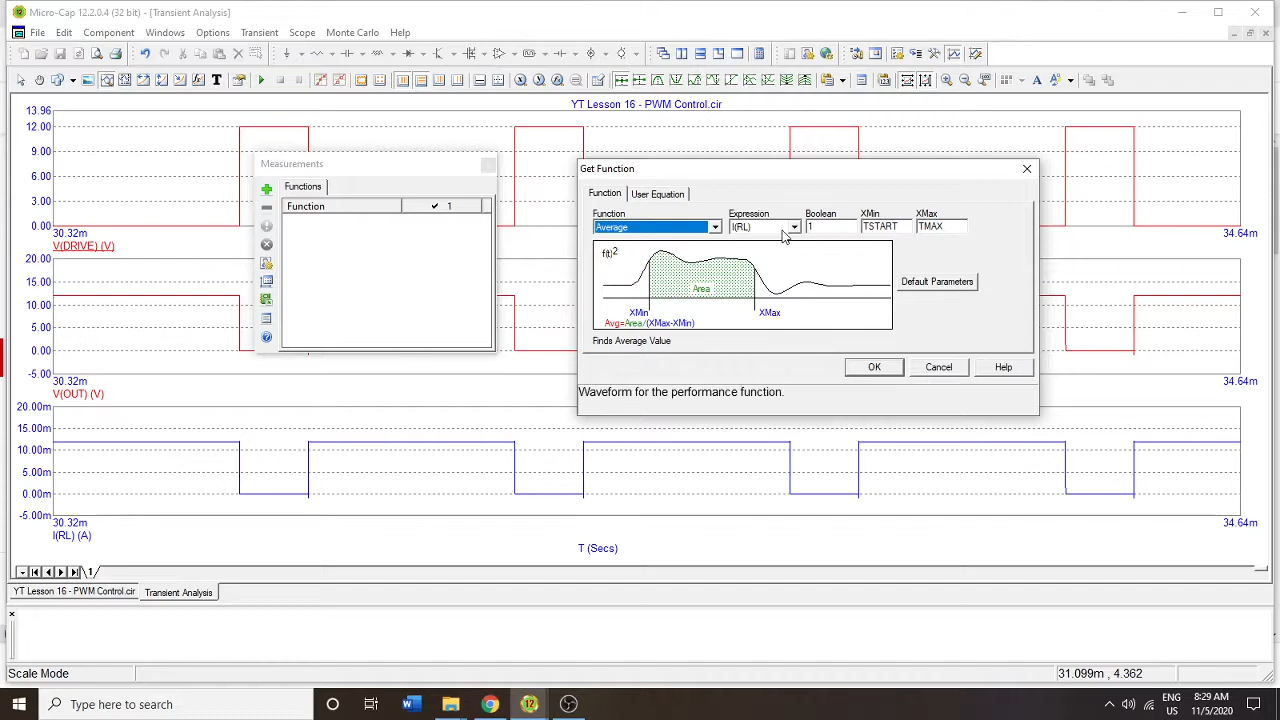 Micro-Cap 12.2.0.4 (32 bit) - [Transient Analysis]
File Edit Component Windows Options Transient Scope Monte Carlo Help
YT Lesson 16 - PWM Control.cir
13.96
12.00
9.00
6.00
3.00
0.00
V(DRIVE) (V)
30.32m
34.64m
20.00
15.00
10.00
5.00
0.00
-5.00
30.32m
34.64m
V(OUT) (V)
20.00m
15.00m
10.00m
5.00m
0.00m
-5.00m
30.32m
34.64m
I(RL) (A)
T (Secs)
Measurements
Functions
Function 1
Get Function
Function User Equation
Function Expression Boolean XMin XMax
Average I(RL) 1 TSTART TMAX
f(t)2
Area
XMin XMax
Avg=Area/(XMax-XMin)
Default Parameters
Finds Average Value
OK Cancel Help
Waveform for the performance function.
1
YT Lesson 16 - PWM Control.cir Transient Analysis
Scale Mode
31.099m , 4.362
Type here to search
ENG
US
8:29 AM
11/5/2020